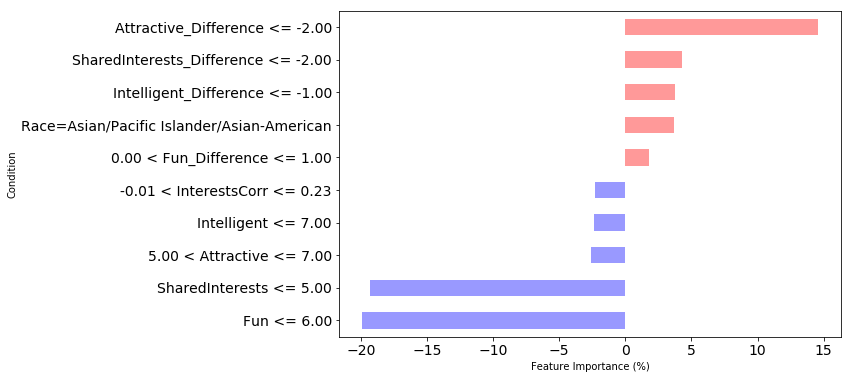 Attractive_Difference <= -2.00
SharedInterests_Difference <= -2.00
Intelligent_Difference <= -1.00
Race=Asian/Pacific Islander/Asian-American
0.00 < Fun_Difference <= 1.00
-0.01 < InterestsCorr <= 0.23
Intelligent <= 7.00
5.00 < Attractive <= 7.00
SharedInterests <= 5.00
Fun <= 6.00
Condition
−20 −15 −10 −5 0 5 10 15
Feature Importance (%)